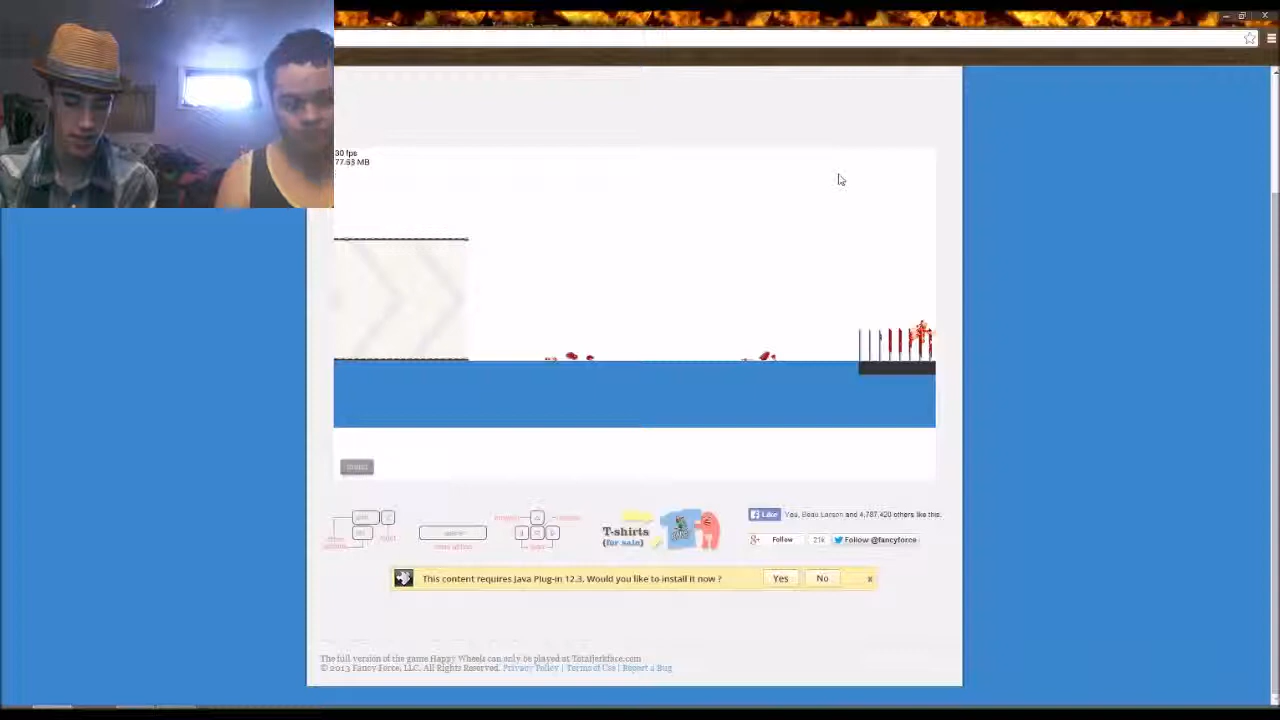 30 fps
77.63 MB
T-shirts
(for sale)
Like
You, Beau Larson and 4,787,420 others like this.
Follow
21k
Follow @fancyforce
This content requires Java Plug-in 12.3. Would you like to install it now ?
Yes
No
x
The full version of the game Happy Wheels can only be played at Totaljerkface.com
© 2013 Fancy Force, LLC. All Rights Reserved. Privacy Policy | Terms of Use | Report a Bug